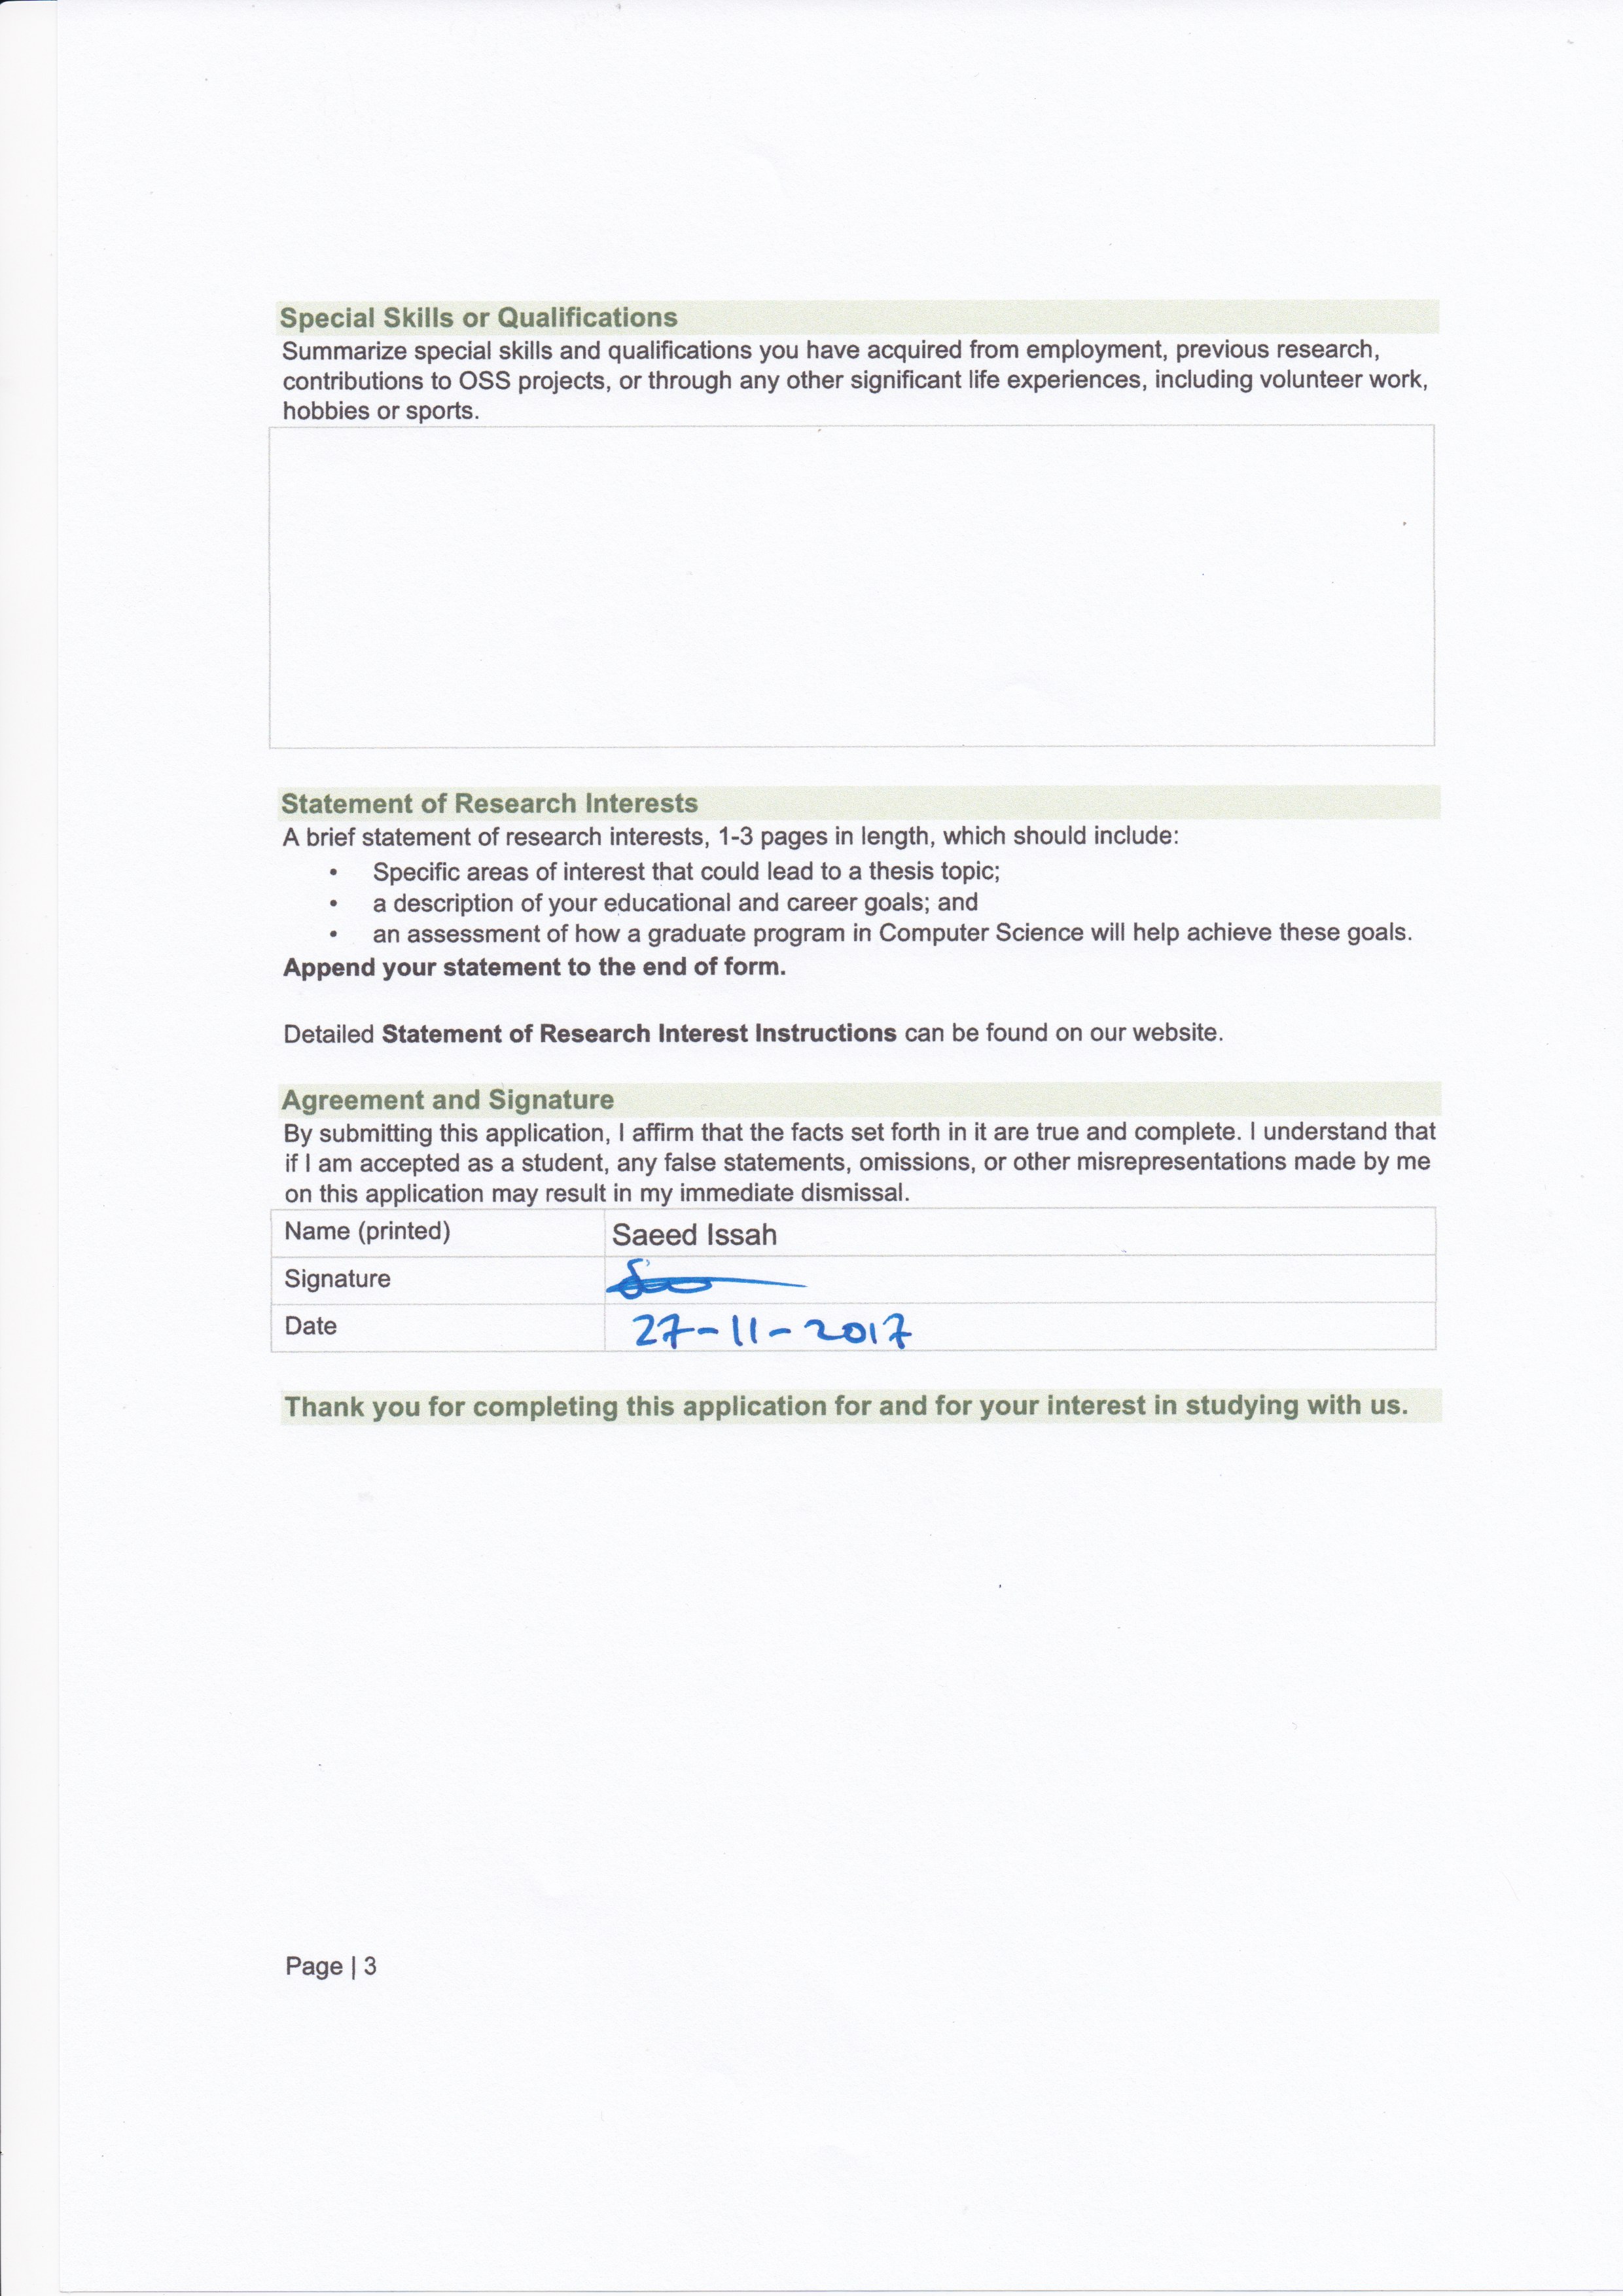 Special Skills or Qualifications
Summarize special skills and qualifications you have acquired from employment, previous research,
contributions to OSS projects, or through any other significant life experiences, including volunteer work,
hobbies or sports.
Statement of Research Interests
A brief statement of research interests, 1-3 pages in length, which should include:
• Specific areas of interest that could lead to a thesis topic;
• a description of your educational and career goals; and
• an assessment of how a graduate program in Computer Science will help achieve these goals.
Append your statement to the end of form.
Detailed Statement of Research Interest Instructions can be found on our website.
Agreement and Signature
By submitting this application, I affirm that the facts set forth in it are true and complete. I understand that
if I am accepted as a student, any false statements, omissions, or other misrepresentations made by me
on this application may result in my immediate dismissal.
Name (printed) Saeed Issah
Signature
Date 27-11-2017
Thank you for completing this application for and for your interest in studying with us.
Page | 3